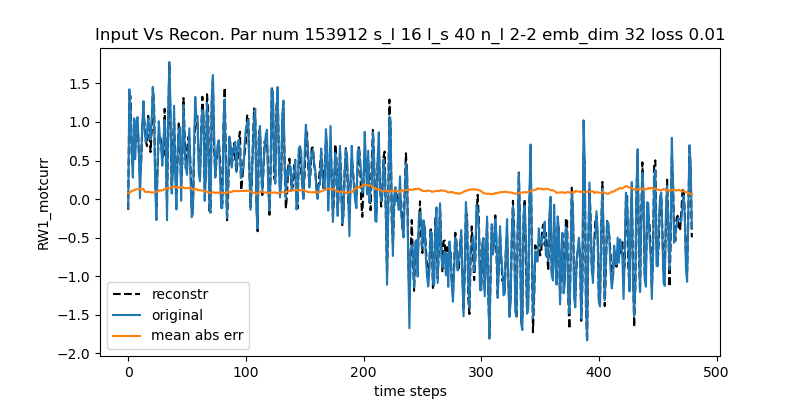 Input Vs Recon. Par num 153912 s_l 16 l_s 40 n_l 2-2 emb_dim 32 loss 0.01
1.5
1.0
0.5
0.0
−0.5
−1.0
−1.5
−2.0
RW1_motcurr
reconstr
original
mean abs err
0
100
200
300
400
500
time steps